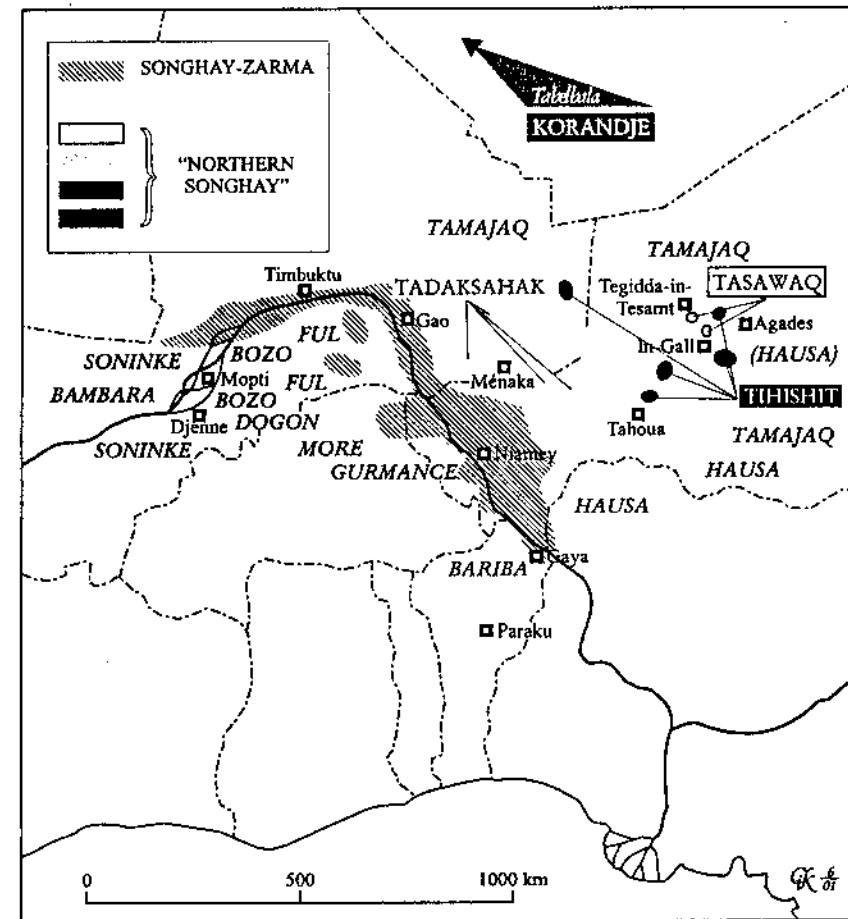 SONGHAY-ZARMA
"NORTHERN
SONGHAY"
Tabelbala
KORANDJE
TAMAJAQ
TAMAJAQ
Timbuktu
TADAKSAHAK
Tegidda-in-
Tesamt
TASAWAQ
Gao
Agades
FUL
In-Gall
(HAUSA)
SONINKE
BOZO
Ménaka
BAMBARA
Mopti
FUL
BOZO
TIHISHIT
Djenne
DOGON
Tahoua
TAMAJAQ
SONINKE
MORE
Niamey
GURMANCE
HAUSA
HAUSA
Gaya
BARIBA
Paraku
0 500 1000 km